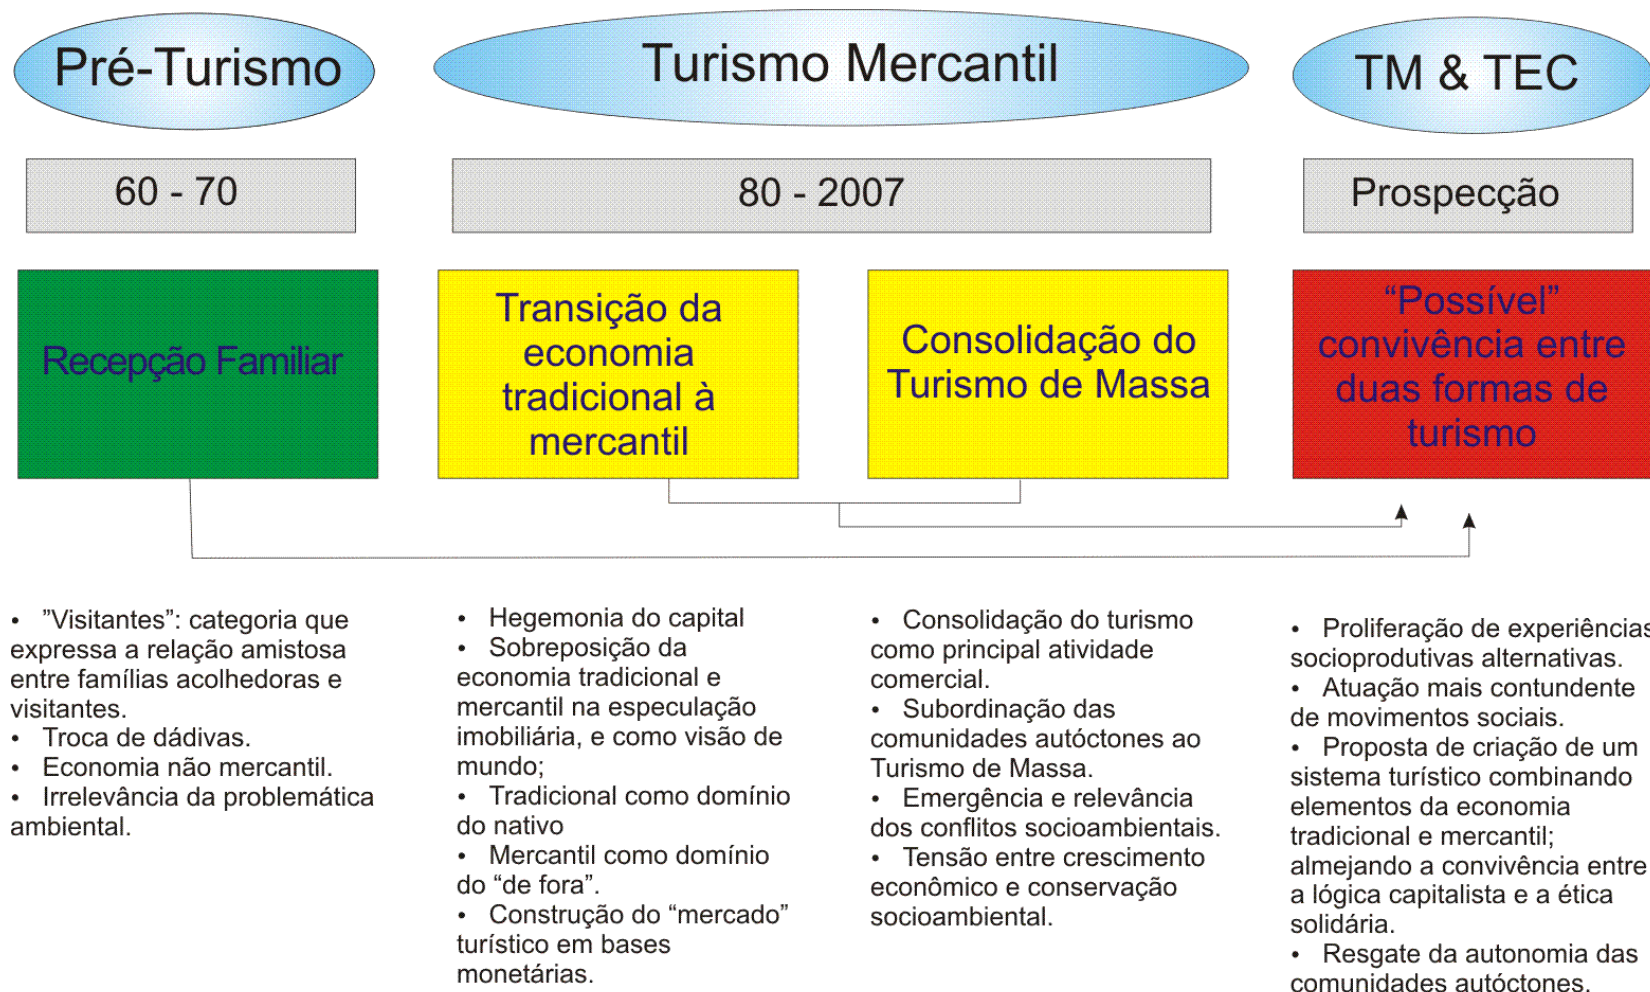 Pré-Turismo
Turismo Mercantil
TM & TEC
60 - 70
80 - 2007
Prospecção
Recepção Familiar
Transição da
economia
tradicional à
mercantil
Consolidação do
Turismo de Massa
“Possível”
convivência entre
duas formas de
turismo
• ”Visitantes”: categoria que
expressa a relação amistosa
entre famílias acolhedoras e
visitantes.
• Troca de dádivas.
• Economia não mercantil.
• Irrelevância da problemática
ambiental.
• Hegemonia do capital
• Sobreposição da
economia tradicional e
mercantil na especulação
imobiliária, e como visão de
mundo;
• Tradicional como domínio
do nativo
• Mercantil como domínio
do “de fora”.
• Construção do “mercado”
turístico em bases
monetárias.
• Consolidação do turismo
como principal atividade
comercial.
• Subordinação das
comunidades autóctones ao
Turismo de Massa.
• Emergência e relevância
dos conflitos socioambientais.
• Tensão entre crescimento
econômico e conservação
socioambiental.
• Proliferação de experiências
socioprodutivas alternativas.
• Atuação mais contundente
de movimentos sociais.
• Proposta de criação de um
sistema turístico combinando
elementos da economia
tradicional e mercantil;
almejando a convivência entre
a lógica capitalista e a ética
solidária.
• Resgate da autonomia das
comunidades autóctones.